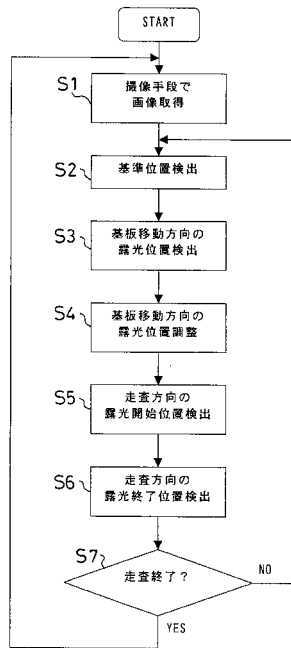 START
S1
撮像手段で
画像取得
S2
基準位置検出
S3
基板移動方向の
露光位置検出
S4
基板移動方向の
露光位置調整
S5
走査方向の
露光開始位置検出
S6
走査方向の
露光終了位置検出
S7
走査終了?
NO
YES